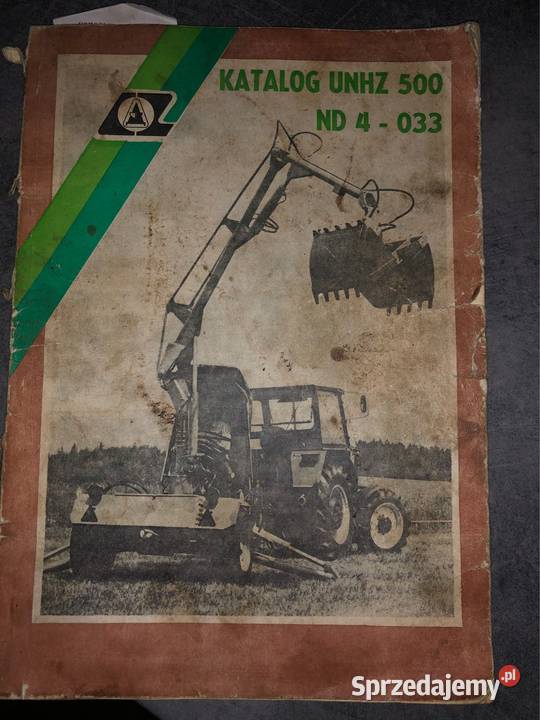 KATALOG UNHZ 500
ND 4 - 033
A
Sprzedajemy.pl